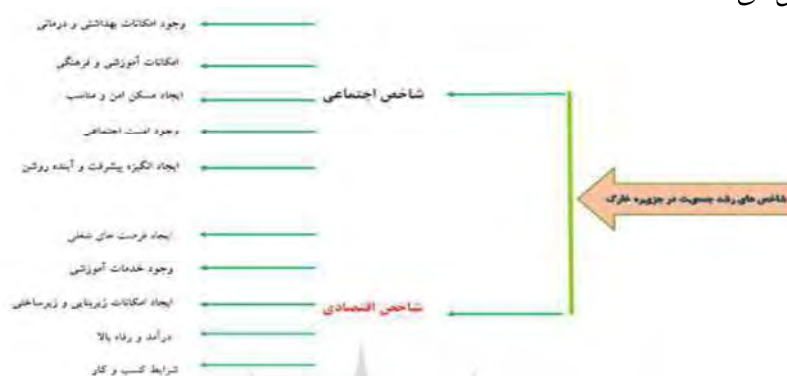 شاخص های رشد جمعیت در جزیره خارک
شاخص اجتماعی
وجود امکانات بهداشتی و درمانی
امکانات آموزشی و فرهنگی
ایجاد مسکن امن و مناسب
وجود امنیت اجتماعی
ایجاد انگیزه پیشرفت و آینده روشن
شاخص اقتصادی
ایجاد فرصت های شغلی
وجود خدمات آموزشی
ایجاد امکانات زیربنایی و زیرساختی
درآمد و رفاه بالا
شرایط کسب و کار